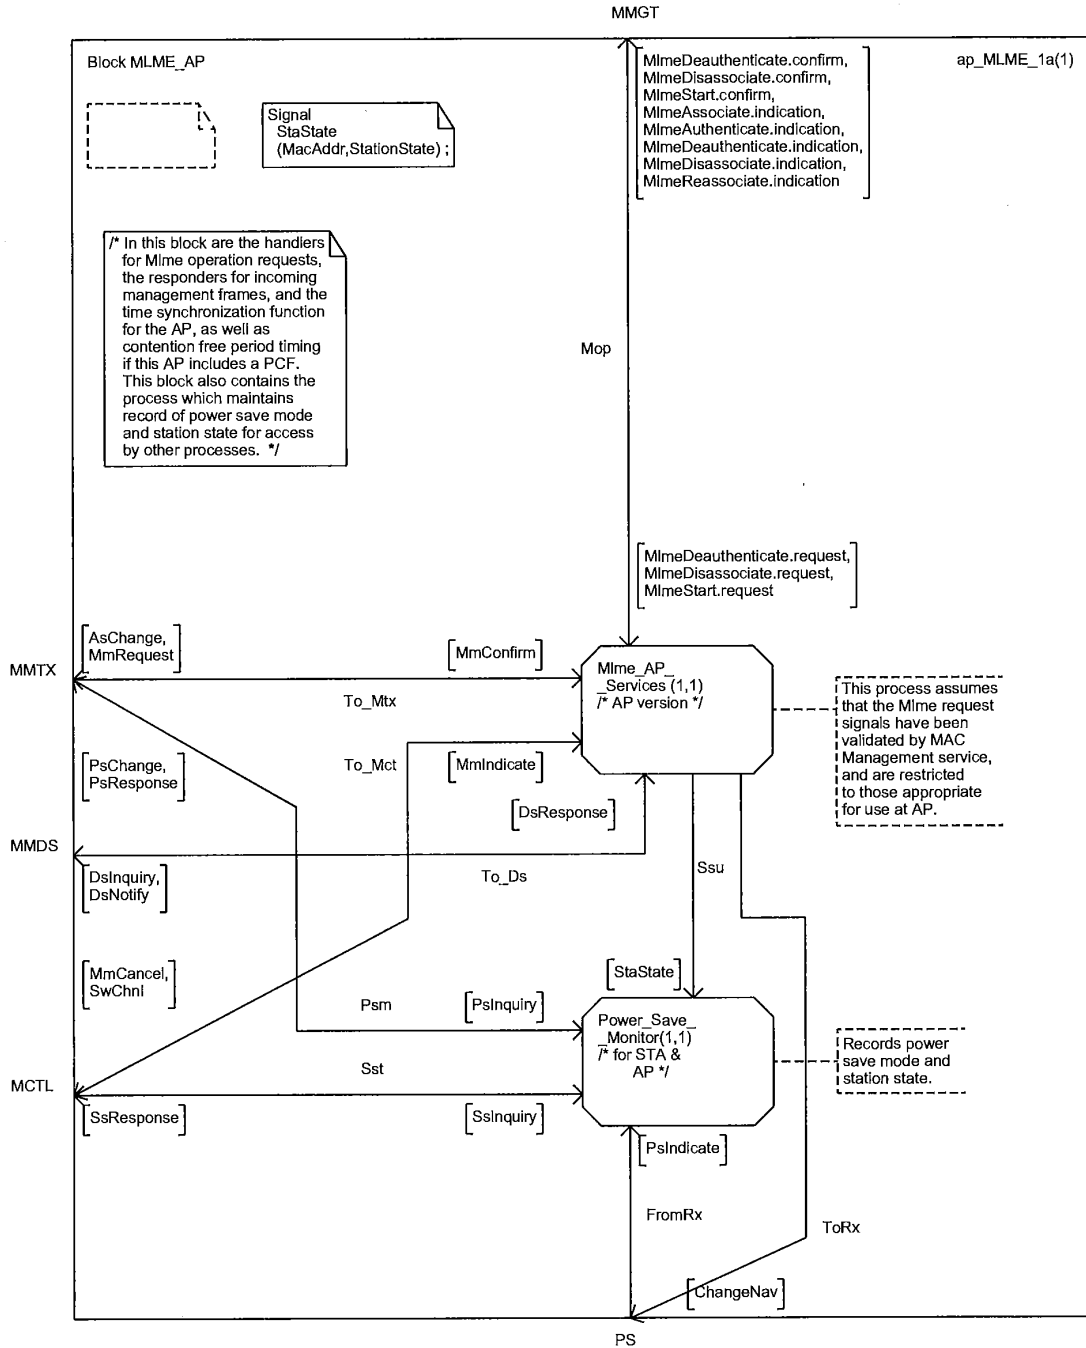 MMGT
Block MLME_AP
ap_MLME_1a(1)
Signal
StaState
(MacAddr,StationState) ;
MlmeDeauthenticate.confirm,
MlmeDisassociate.confirm,
MlmeStart.confirm,
MlmeAssociate.indication,
MlmeAuthenticate.indication,
MlmeDeauthenticate.indication,
MlmeDisassociate.indication,
MlmeReassociate.indication
/* In this block are the handlers
for Mlme operation requests,
the responders for incoming
management frames, and the
time synchronization function
for the AP, as well as
contention free period timing
if this AP includes a PCF.
This block also contains the
process which maintains
record of power save mode
and station state for access
by other processes. */
Mop
MlmeDeauthenticate.request,
MlmeDisassociate.request,
MlmeStart.request
AsChange,
MmRequest
MmConfirm
MMTX
To_Mtx
Mlme_AP_
_Services (1,1)
/* AP version */
This process assumes
that the Mlme request
signals have been
validated by MAC
Management service,
and are restricted
to those appropriate
for use at AP.
PsChange,
PsResponse
To_Mct
MmIndicate
DsResponse
MMDS
DsInquiry,
DsNotify
To_Ds
Ssu
MmCancel,
SwChnl
StaState
Psm
PsInquiry
Power_Save_
_Monitor(1,1)
/* for STA &
AP */
Records power
save mode and
station state.
Sst
MCTL
SsResponse
SsInquiry
PsIndicate
FromRx
ToRx
ChangeNav
PS